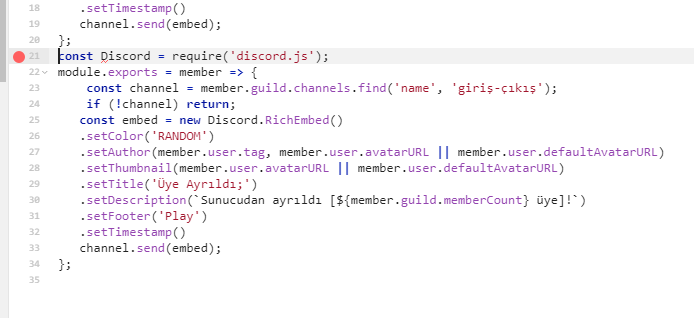 18 .setTimestamp()
19 channel.send(embed);
20 };
21 const Discord = require('discord.js');
22 module.exports = member => {
23 const channel = member.guild.channels.find('name', 'giriş-çıkış');
24 if (!channel) return;
25 const embed = new Discord.RichEmbed()
26 .setColor('RANDOM')
27 .setAuthor(member.user.tag, member.user.avatarURL || member.user.defaultAvatarURL)
28 .setThumbnail(member.user.avatarURL || member.user.defaultAvatarURL)
29 .setTitle('Üye Ayrıldı;')
30 .setDescription(`Sunucudan ayrıldı [${member.guild.memberCount} üye]!`)
31 .setFooter('Play')
32 .setTimestamp()
33 channel.send(embed);
34 };
35